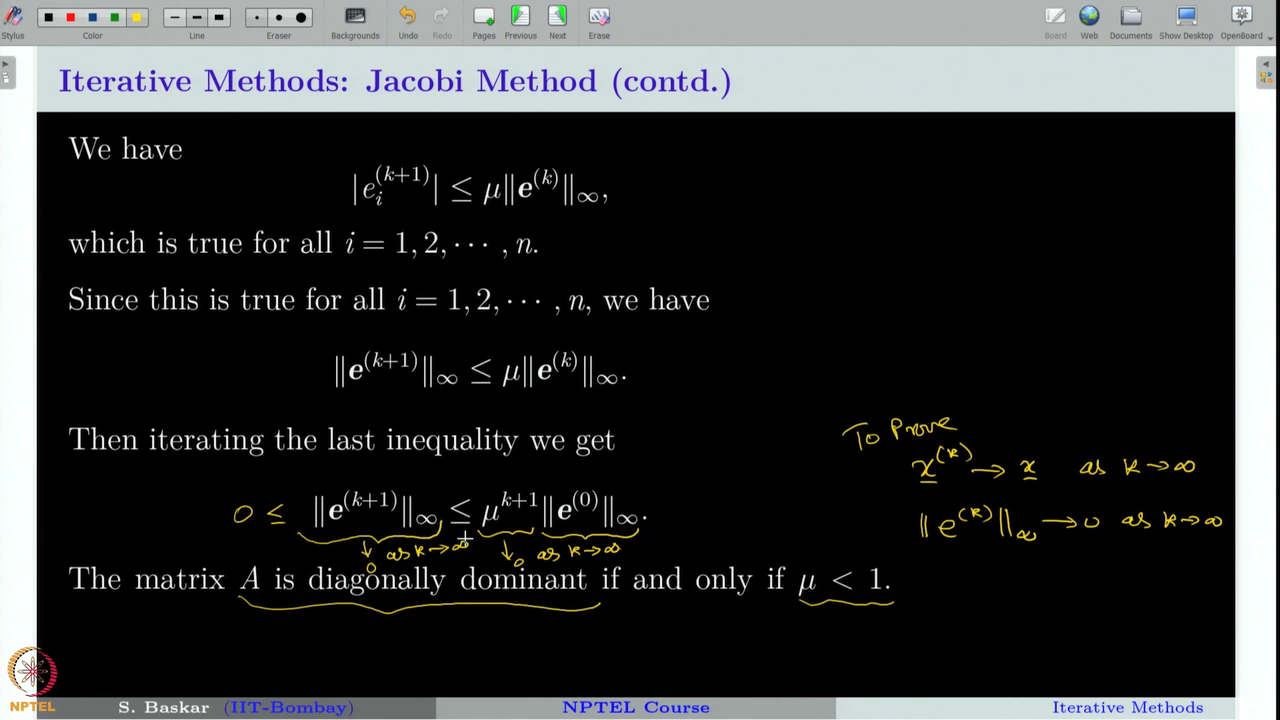 Stylus Color Line Eraser Backgrounds Undo Redo Pages Previous Next Erase Board Web Documents Show Desktop OpenBoard
Iterative Methods: Jacobi Method (contd.)
We have
|e_i^{(k+1)}| ≤ μ‖e^{(k)}‖_∞,
which is true for all i = 1, 2, ⋯ , n.
Since this is true for all i = 1, 2, ⋯ , n, we have
‖e^{(k+1)}‖_∞ ≤ μ‖e^{(k)}‖_∞.
Then iterating the last inequality we get
To Prove
x^{(k)} → x as k → ∞
0 ≤ ‖e^{(k+1)}‖_∞ ≤ μ^{k+1}‖e^{(0)}‖_∞.
‖e^{(k)}‖_∞ → 0 as k → ∞
↓ 0 as k → ∞ ↓ 0 as k → ∞
The matrix A is diagonally dominant if and only if μ < 1.
NPTEL
S. Baskar (IIT-Bombay) NPTEL Course Iterative Methods